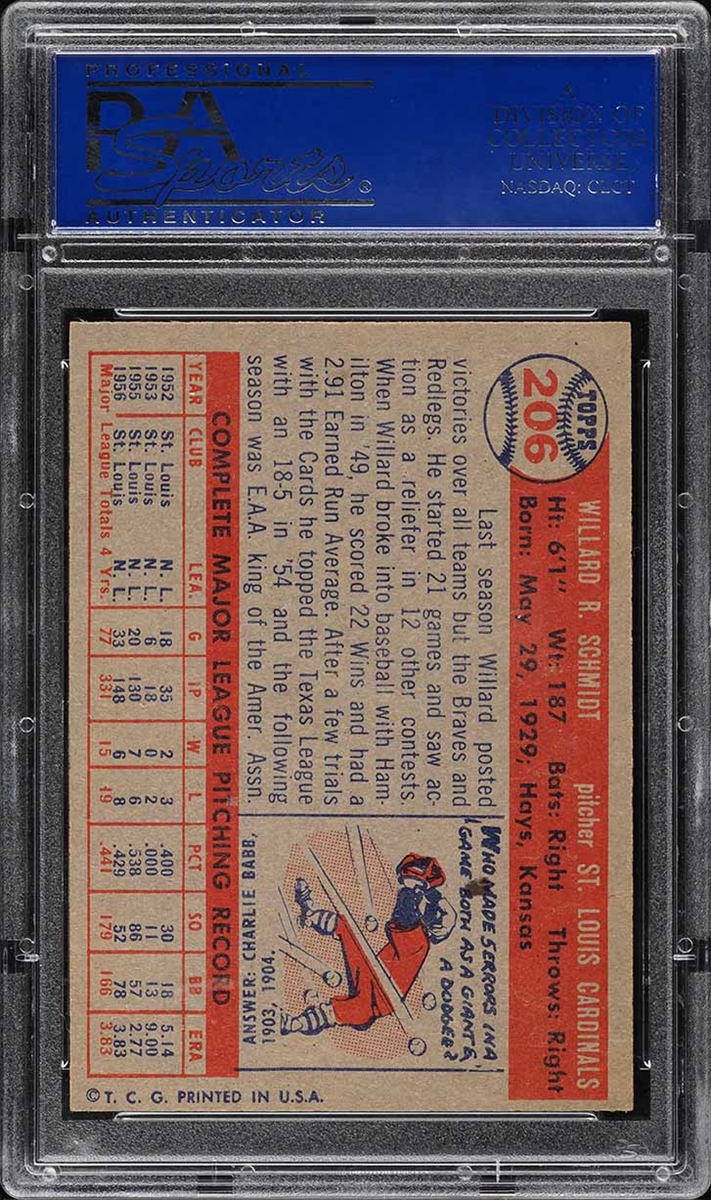 PROFESSIONAL
PSA
Sports®
AUTHENTICATOR
A
DIVISION OF
COLLECTORS
UNIVERSE
NASDAQ: CLCT
TOPPS
206
WILLARD R. SCHMIDT pitcher ST. LOUIS CARDINALS
Ht: 6'1" Wt: 187 Bats: Right Throws: Right
Born: May 29, 1929; Hays, Kansas
Last season Willard posted
victories over all teams but the Braves and
Redlegs. He started 21 games and saw ac-
tion as a reliefer in 12 other contests.
When Willard broke into baseball with Ham-
ilton in '49, he scored 22 Wins and had a
2.91 Earned Run Average. After a few trials
with the Cards he topped the Texas League
with an 18-5 in '54 and the following
season was E.A.A. king of the Amer. Assn.
WHO MADE 5 ERRORS IN A
GAME BOTH AS A GIANT &
A DODGER?
ANSWER: CHARLIE BABB,
1903, 1904.
COMPLETE MAJOR LEAGUE PITCHING RECORD
YEAR CLUB LEA. G IP W L PCT SO BB ERA
1952 St. Louis N. L. 18 35 2 3 .400 30 18 5.14
1953 St. Louis N. L. 6 18 0 2 .000 11 13 9.00
1955 St. Louis N. L. 20 130 7 6 .538 86 57 2.77
1956 St. Louis N. L. 33 148 6 8 .429 52 78 3.83
Major League Totals 4 Yrs. 77 331 15 19 .441 179 166 3.83
© T. C. G. PRINTED IN U.S.A.